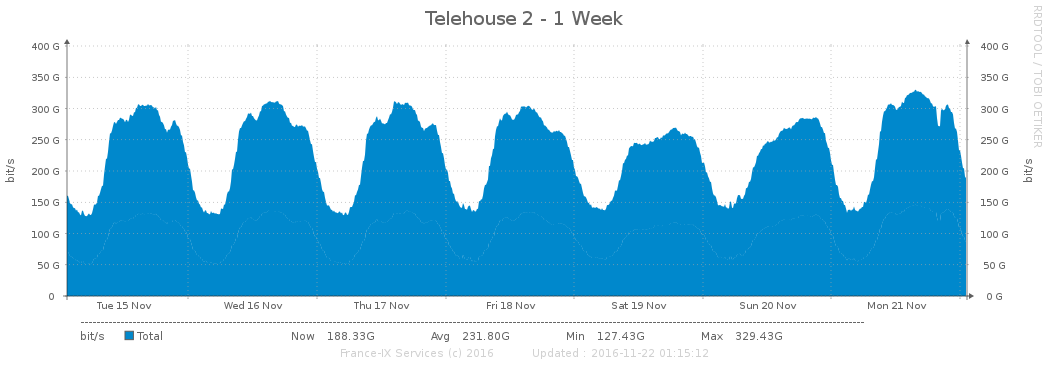 Telehouse 2 - 1 Week
RRDTOOL / TOBI OETIKER
bit/s
400 G 400 G
350 G 350 G
300 G 300 G
250 G 250 G
200 G 200 G
150 G 150 G
100 G 100 G
50 G 50 G
0 0 G
bit/s
Tue 15 Nov Wed 16 Nov Thu 17 Nov Fri 18 Nov Sat 19 Nov Sun 20 Nov Mon 21 Nov
bit/s Total Now 188.33G Avg 231.80G Min 127.43G Max 329.43G
France-IX Services (c) 2016 Updated : 2016-11-22 01:15:12